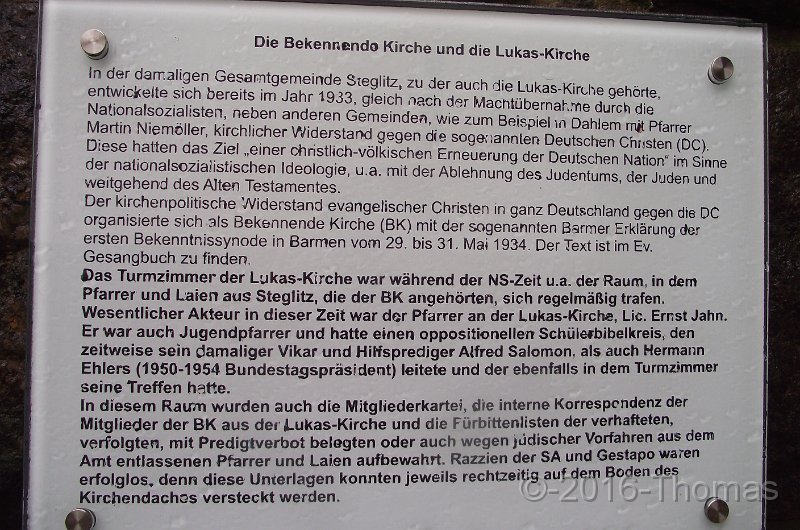 Die Bekennendo Kirche und die Lukas-Kirche
In der damaligen Gesamtgemeinde Steglitz, zu der auch die Lukas-Kirche gehörte,
entwickelte sich bereits im Jahr 1933, gleich nach der Machtübernahme durch die
Nationalsozialisten, neben anderen Gemeinden, wie zum Beispiel in Dahlem mit Pfarrer
Martin Niemöller, kirchlicher Widerstand gegen die sogenannten Deutschen Christen (DC).
Diese hatten das Ziel „einer christlich-völkischen Erneuerung der Deutschen Nation" im Sinne
der nationalsozialistischen Ideologie, u.a. mit der Ablehnung des Judentums, der Juden und
weitgehend des Alten Testamentes.
Der kirchenpolitische Widerstand evangelischer Christen in ganz Deutschland gegen die DC
organisierte sich als Bekennende Kirche (BK) mit der sogenannten Barmer Erklärung der
ersten Bekenntnissynode in Barmen vom 29. bis 31. Mai 1934. Der Text ist im Ev.
Gesangbuch zu finden.
Das Turmzimmer der Lukas-Kirche war während der NS-Zeit u.a. der Raum, in dem
Pfarrer und Laien aus Steglitz, die der BK angehörten, sich regelmäßig trafen.
Wesentlicher Akteur in dieser Zeit war der Pfarrer an der Lukas-Kirche, Lic. Ernst Jahn.
Er war auch Jugendpfarrer und hatte einen oppositionellen Schülerbibelkreis, den
zeitweise sein damaliger Vikar und Hilfsprediger Alfred Salomon, als auch Hermann
Ehlers (1950-1954 Bundestagspräsident) leitete und der ebenfalls in dem Turmzimmer
seine Treffen hatte.
In diesem Raum wurden auch die Mitgliederkartei, die interne Korrespondenz der
Mitglieder der BK aus der Lukas-Kirche und die Fürbittenlisten der verhafteten,
verfolgten, mit Predigtverbot belegten oder auch wegen jüdischer Vorfahren aus dem
Amt entlassenen Pfarrer und Laien aufbewahrt. Razzien der SA und Gestapo waren
erfolglos, denn diese Unterlagen konnten jeweils rechtzeitig auf dem Boden des
Kirchendaches versteckt werden.
©-2016-Thomas